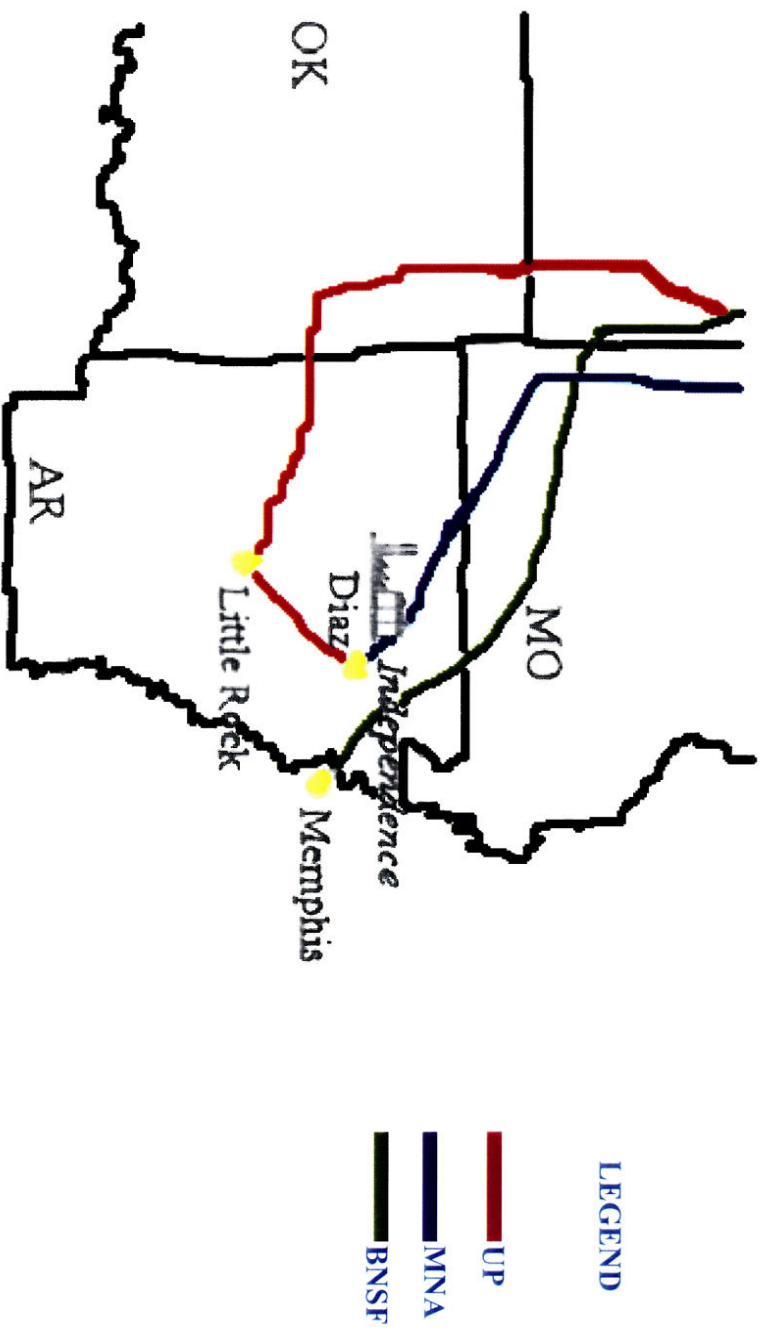 MO
OK
Independence
Diaz
Memphis
Little Rock
AR
LEGEND
UP
MNA
BNSF